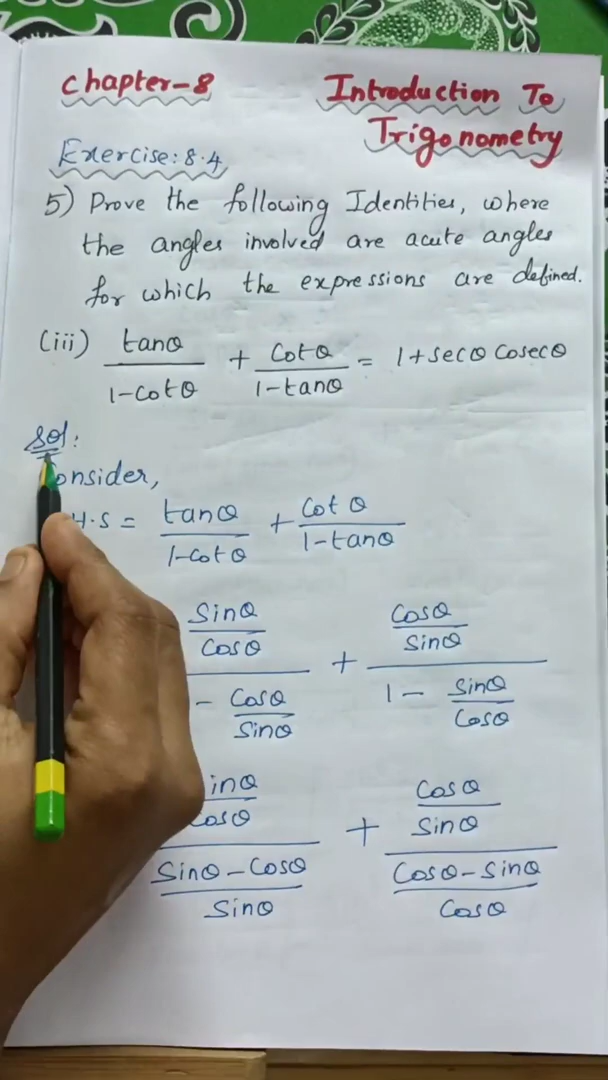 Chapter-8 Introduction To
Trigonometry
Exercise: 8.4
5) Prove the following Identities, where
the angles involved are acute angles
for which the expressions are defined.
(iii) tanθ/1-cotθ + Cotθ/1-tanθ = 1+secθ cosecθ
Sol:
onsider,
H.S = tanθ/1-cotθ + Cotθ/1-tanθ
Sinθ/Cosθ / - Cosθ/Sinθ + Cosθ/Sinθ / 1 - Sinθ/Cosθ
inθ/Cosθ / Sinθ-Cosθ/Sinθ + Cosθ/Sinθ / Cosθ-Sinθ/Cosθ